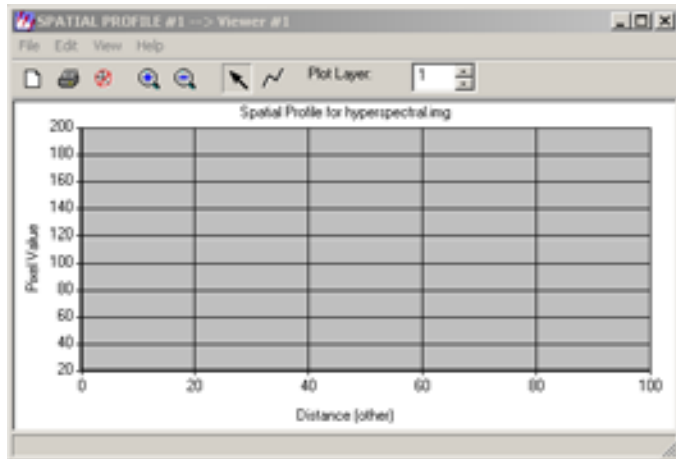 SPATIAL PROFILE #1 --> Viewer #1
File Edit View Help
Plot Layer: 1
Spatial Profile for hyperspectral.img
200
180
160
140
120
100
80
60
40
20
Pixel Value
0 20 40 60 80 100
Distance (other)